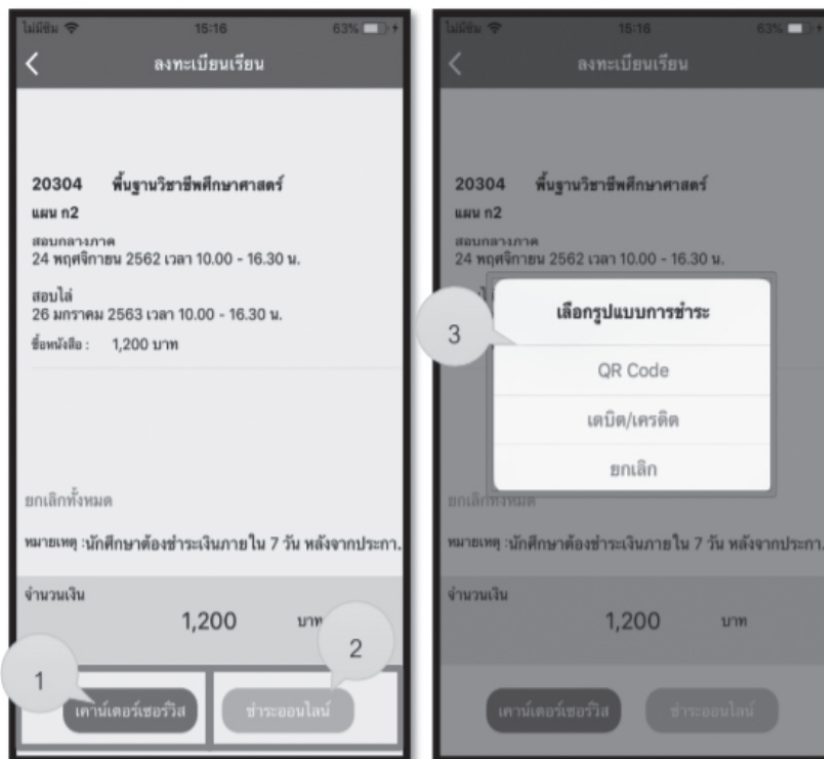 ไม่มีซิม 15:16 63%
ลงทะเบียนเรียน
20304 พื้นฐานวิชาชีพศึกษาศาสตร์
แผน ก2
สอบกลางภาค
24 พฤศจิกายน 2562 เวลา 10.00 - 16.30 น.
สอบไล่
26 มกราคม 2563 เวลา 10.00 - 16.30 น.
ซื้อหนังสือ : 1,200 บาท
ยกเลิกทั้งหมด
หมายเหตุ :นักศึกษาต้องชำระเงินภายใน 7 วัน หลังจากประกา.
จำนวนเงิน
1,200 บาท
1
2
เคาน์เตอร์เซอร์วิส ชำระออนไลน์
ไม่มีซิม 15:16 63%
ลงทะเบียนเรียน
20304 พื้นฐานวิชาชีพศึกษาศาสตร์
แผน ก2
สอบกลางภาค
24 พฤศจิกายน 2562 เวลา 10.00 - 16.30 น.
3
เลือกรูปแบบการชำระ
QR Code
เดบิต/เครดิต
ยกเลิก
ยกเลิกทั้งหมด
หมายเหตุ :นักศึกษาต้องชำระเงินภายใน 7 วัน หลังจากประกา.
จำนวนเงิน
1,200 บาท
เคาน์เตอร์เซอร์วิส ชำระออนไลน์